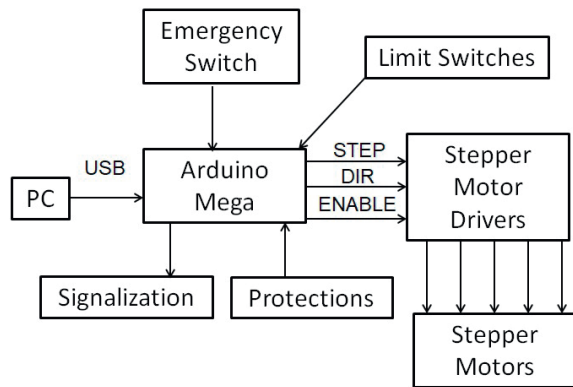 Emergency
Switch
Limit Switches
USB
PC
Arduino
Mega
STEP
DIR
ENABLE
Stepper
Motor
Drivers
Signalization
Protections
Stepper
Motors